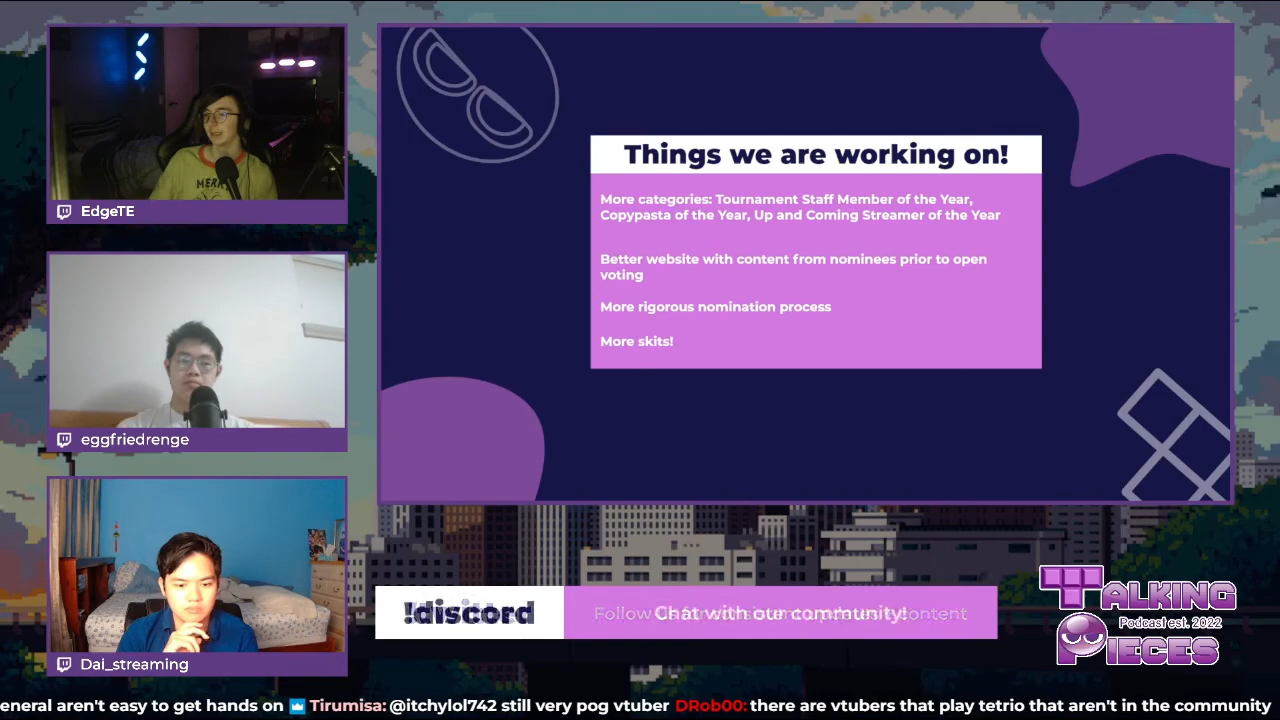 EdgeTE
MERRY
eggfriedrenge
Dai_streaming
Things we are working on!
More categories: Tournament Staff Member of the Year,
Copypasta of the Year, Up and Coming Streamer of the Year
Better website with content from nominees prior to open
voting
More rigorous nomination process
More skits!
!discord
Chat with our community!
TALKING
Podcast est. 2022
PIECES
eneral aren't easy to get hands on Tirumisa: @itchylol742 still very pog vtuber DRob00: there are vtubers that play tetrio that aren't in the community